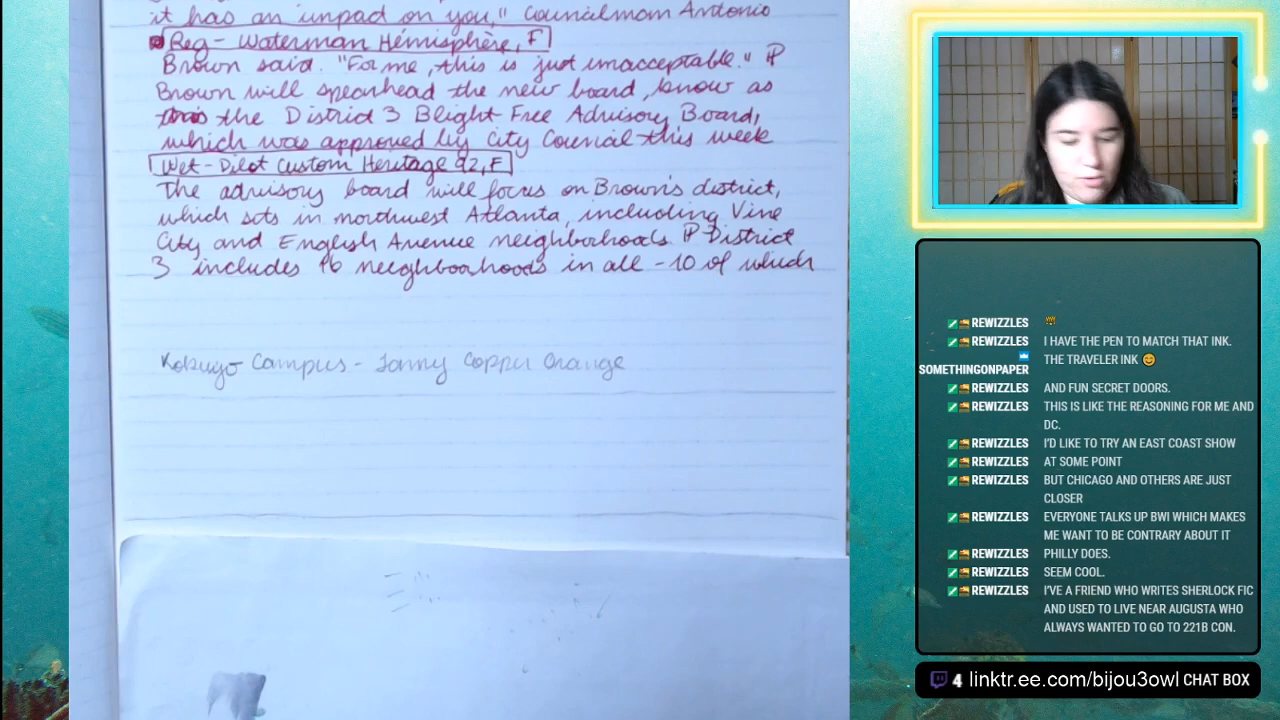 it has an unpad on you," Councilmom Antonio
Reg - Waterman Hémisphère, F
Brown said. "For me, this is just unacceptable." P
Brown will spearhead the new board, know as
the District 3 Blight Free Advisory Board,
which was approved by City Council this week
Wet - Pilot Custom Heritage 92, F
The advisory board will focus on Brown's district,
which sits in northwest Atlanta, including Vine
City and English Avenue neighborhoods. P District
3 includes 16 neighborhoods in all - 10 of which
Kokuyo Campus - Copper Orange
REWIZZLES
REWIZZLES I HAVE THE PEN TO MATCH THAT INK.
SOMETHINGONPAPER THE TRAVELER INK
REWIZZLES AND FUN SECRET DOORS.
REWIZZLES THIS IS LIKE THE REASONING FOR ME AND
DC.
REWIZZLES I'D LIKE TO TRY AN EAST COAST SHOW
REWIZZLES AT SOME POINT
REWIZZLES BUT CHICAGO AND OTHERS ARE JUST
CLOSER
REWIZZLES EVERYONE TALKS UP BWI WHICH MAKES
ME WANT TO BE CONTRARY ABOUT IT
REWIZZLES PHILLY DOES.
REWIZZLES SEEM COOL.
REWIZZLES I'VE A FRIEND WHO WRITES SHERLOCK FIC
AND USED TO LIVE NEAR AUGUSTA WHO
ALWAYS WANTED TO GO TO 221B CON.
4 linktr.ee.com/bijou3owl CHAT BOX